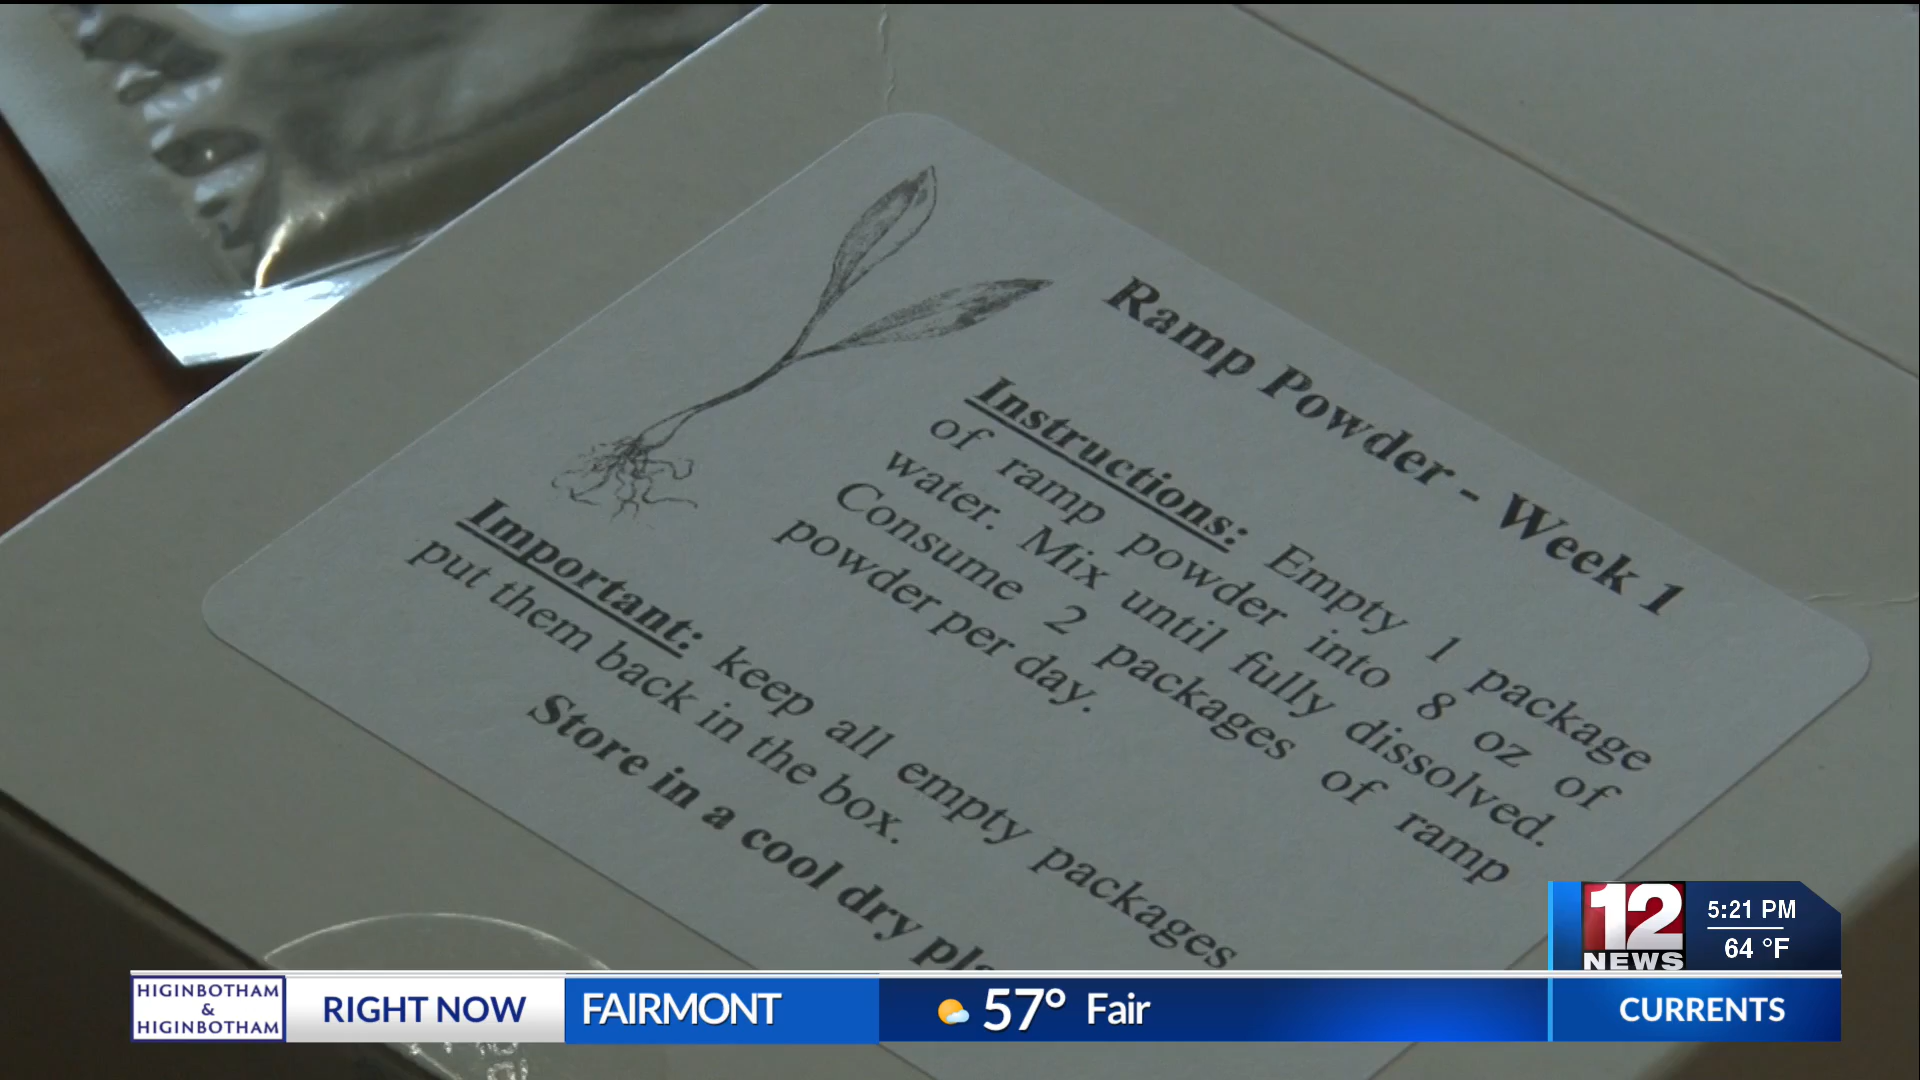 Ramp Powder - Week 1
Instructions: Empty 1 package
of ramp powder into 8 oz of
water. Mix until fully dissolved.
Consume 2 packages of ramp
powder per day.
Important: keep all empty packages
put them back in the box.
Store in a cool dry
12
NEWS
5:21 PM
64 °F
HIGINBOTHAM
&
HIGINBOTHAM
RIGHT NOW
FAIRMONT
57° Fair
CURRENTS